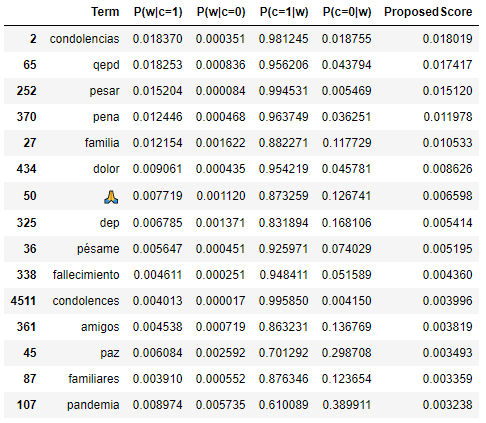 Term P(w|c=1) P(w|c=0) P(c=1|w) P(c=0|w) Proposed Score
2 condolencias 0.018370 0.000351 0.981245 0.018755 0.018019
65 qepd 0.018253 0.000836 0.956206 0.043794 0.017417
252 pesar 0.015204 0.000084 0.994531 0.005469 0.015120
370 pena 0.012446 0.000468 0.963749 0.036251 0.011978
27 familia 0.012154 0.001622 0.882271 0.117729 0.010533
434 dolor 0.009061 0.000435 0.954219 0.045781 0.008626
50 🙏 0.007719 0.001120 0.873259 0.126741 0.006598
325 dep 0.006785 0.001371 0.831894 0.168106 0.005414
36 pésame 0.005647 0.000451 0.925971 0.074029 0.005195
338 fallecimiento 0.004611 0.000251 0.948411 0.051589 0.004360
4511 condolences 0.004013 0.000017 0.995850 0.004150 0.003996
361 amigos 0.004538 0.000719 0.863231 0.136769 0.003819
45 paz 0.006084 0.002592 0.701292 0.298708 0.003493
87 familiares 0.003910 0.000552 0.876346 0.123654 0.003359
107 pandemia 0.008974 0.005735 0.610089 0.389911 0.003238